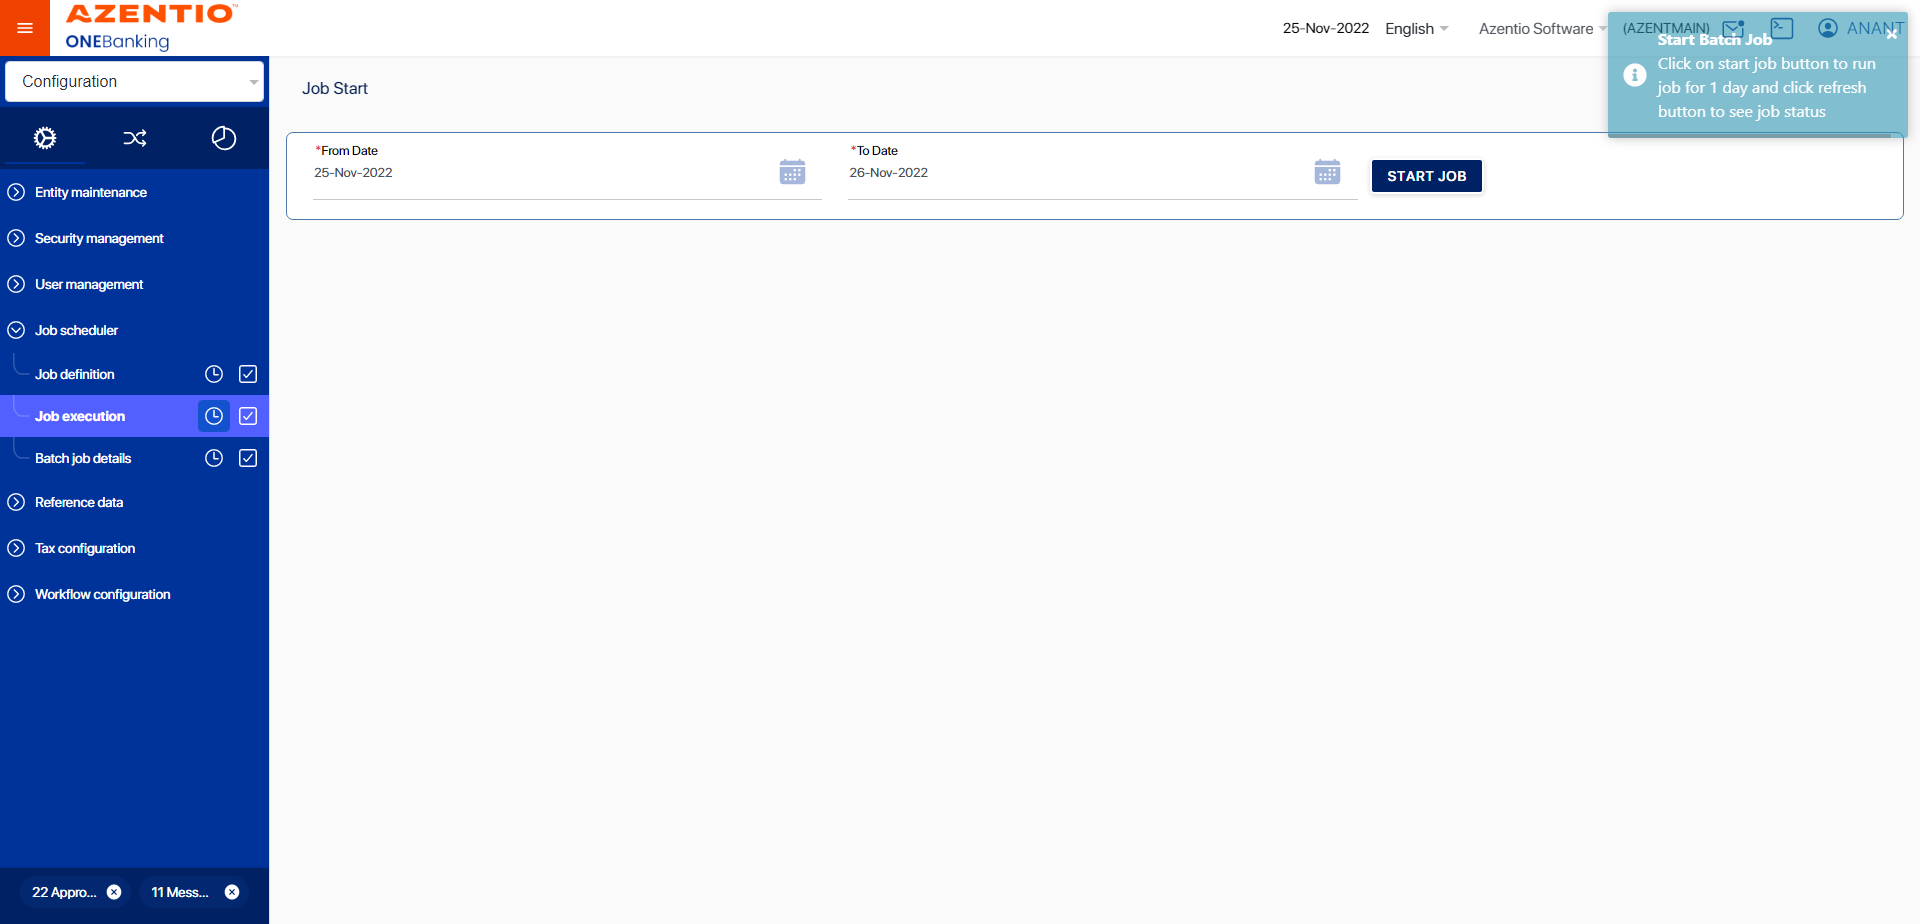 AZENTIO™
ONEBanking
25-Nov-2022
English
Azentio Software
(AZENTMAIN)
ANANT
Start Batch Job
Click on start job button to run
job for 1 day and click refresh
button to see job status
Configuration
Job Start
*From Date
25-Nov-2022
*To Date
26-Nov-2022
START JOB
Entity maintenance
Security management
User management
Job scheduler
Job definition
Job execution
Batch job details
Reference data
Tax configuration
Workflow configuration
22 Appro...
11 Mess...